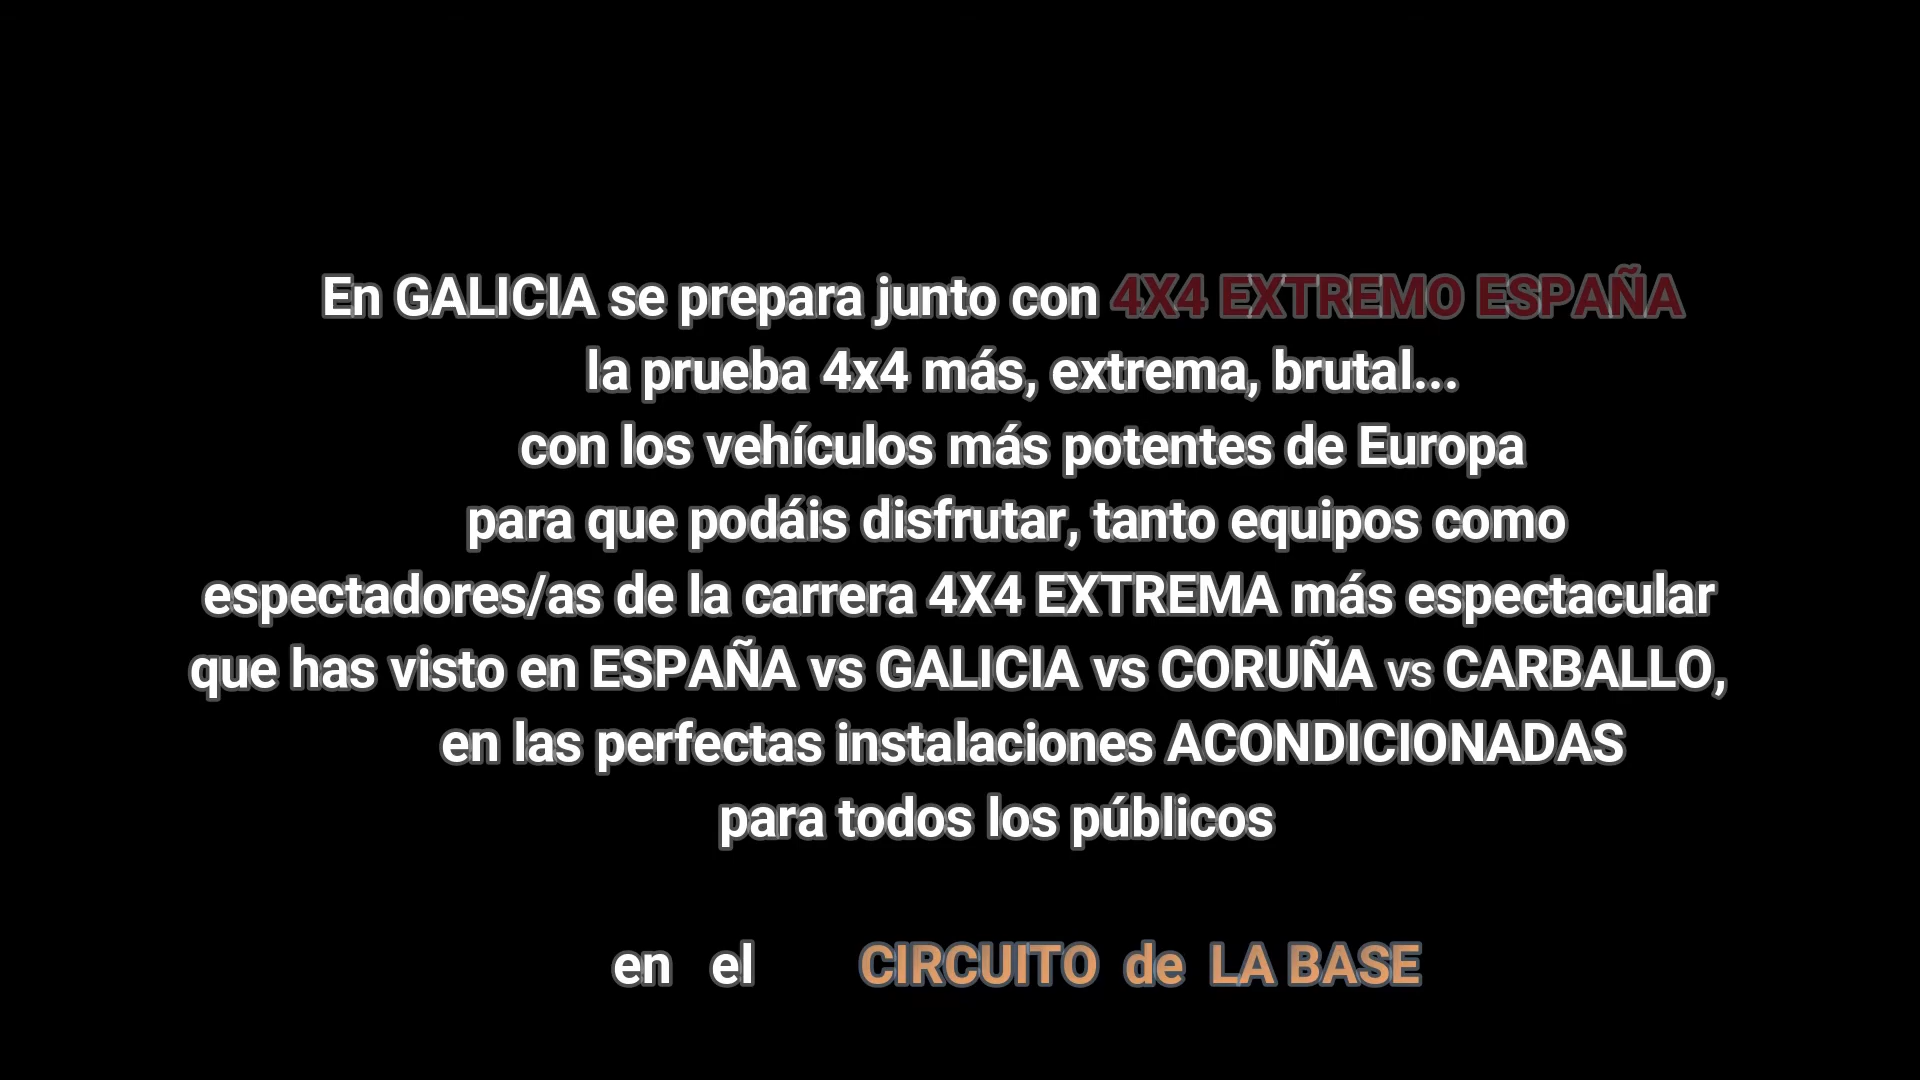 En GALICIA se prepara junto con 4X4 EXTREMO ESPAÑA
la prueba 4x4 más, extrema, brutal...
con los vehículos más potentes de Europa
para que podáis disfrutar, tanto equipos como
espectadores/as de la carrera 4X4 EXTREMA más espectacular
que has visto en ESPAÑA vs GALICIA vs CORUÑA vs CARBALLO,
en las perfectas instalaciones ACONDICIONADAS
para todos los públicos
en el CIRCUITO de LA BASE